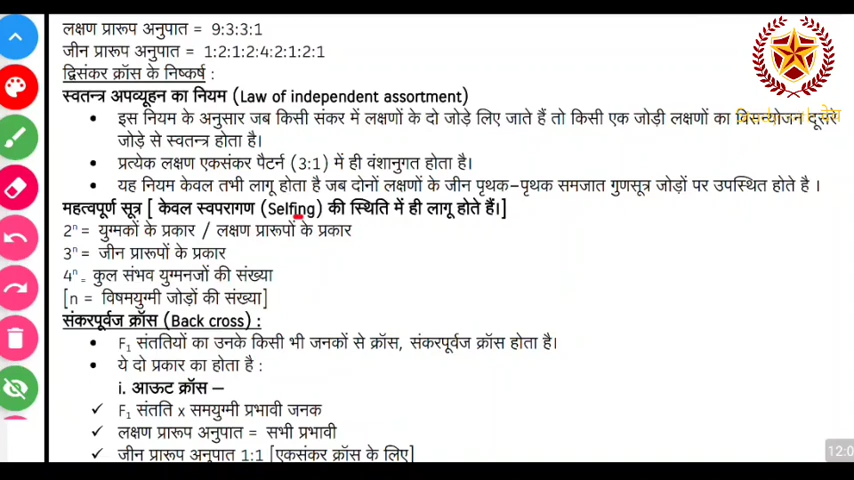 लक्षण प्रारूप अनुपात = 9:3:3:1
जीन प्रारूप अनुपात = 1:2:1:2:4:2:1:2:1
द्विसंकर क्रॉस के निष्कर्ष :
स्वतन्त्र अपव्यूहन का नियम (Law of independent assortment)
• इस नियम के अनुसार जब किसी संकर में लक्षणों के दो जोड़े लिए जाते हैं तो किसी एक जोड़ी लक्षणों का विसंयोजन दूसरे
जोड़े से स्वतन्त्र होता है।
• प्रत्येक लक्षण एकसंकर पैटर्न (3:1) में ही वंशानुगत होता है।
• यह नियम केवल तभी लागू होता है जब दोनों लक्षणों के जीन पृथक-पृथक समजात गुणसूत्र जोड़ों पर उपस्थित होते है ।
महत्वपूर्ण सूत्र [ केवल स्वपरागण (Selfing) की स्थिति में ही लागू होते हैं।]
2ⁿ = युग्मकों के प्रकार / लक्षण प्रारूपों के प्रकार
3ⁿ = जीन प्रारूपों के प्रकार
4ⁿ = कुल संभव युग्मनजों की संख्या
[n = विषमयुग्मी जोड़ों की संख्या]
संकरपूर्वज क्रॉस (Back cross) :
• F₁ संततियों का उनके किसी भी जनकों से क्रॉस, संकरपूर्वज क्रॉस होता है।
• ये दो प्रकार का होता है :
i. आऊट क्रॉस –
✓ F₁ संतति x समयुग्मी प्रभावी जनक
✓ लक्षण प्रारूप अनुपात = सभी प्रभावी
✓ जीन प्रारूप अनुपात 1:1 [एकसंकर क्रॉस के लिए]
12:0